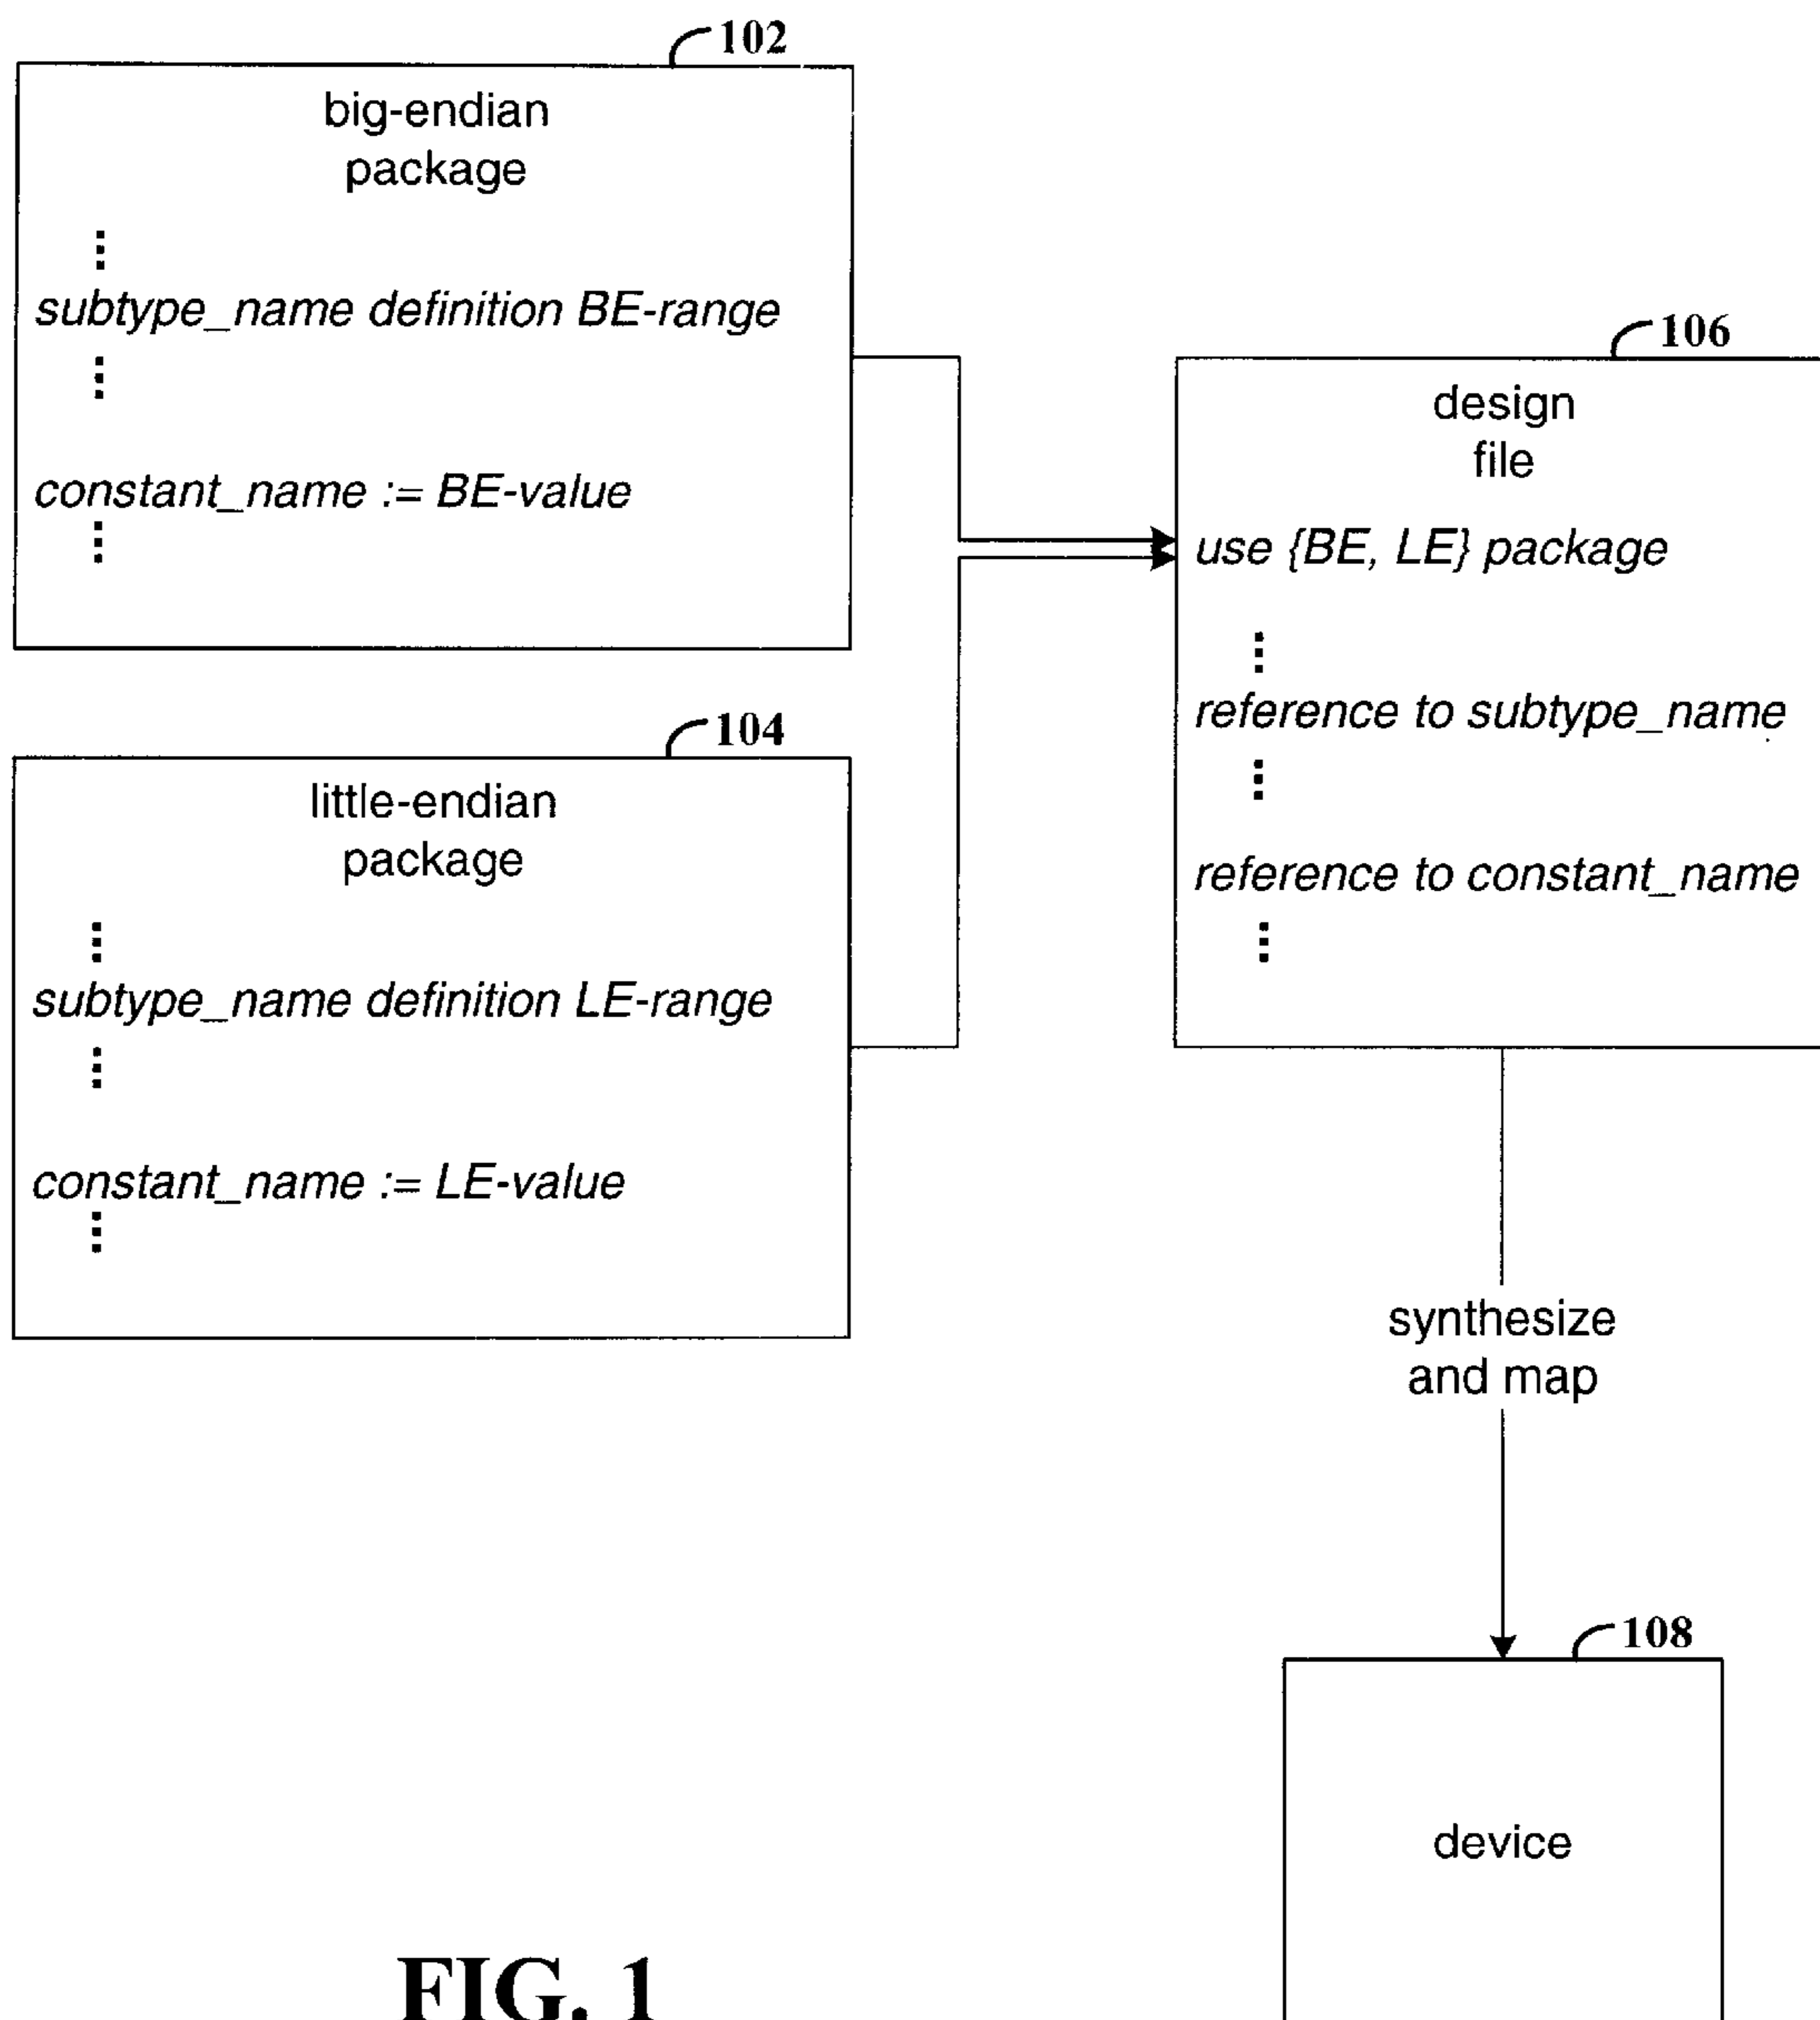 102
big-endian
package
subtype_name definition BE-range
constant_name := BE-value
104
little-endian
package
subtype_name definition LE-range
constant_name := LE-value
106
design
file
use {BE, LE} package
reference to subtype_name
reference to constant_name
synthesize
and map
108
device
FIG. 1